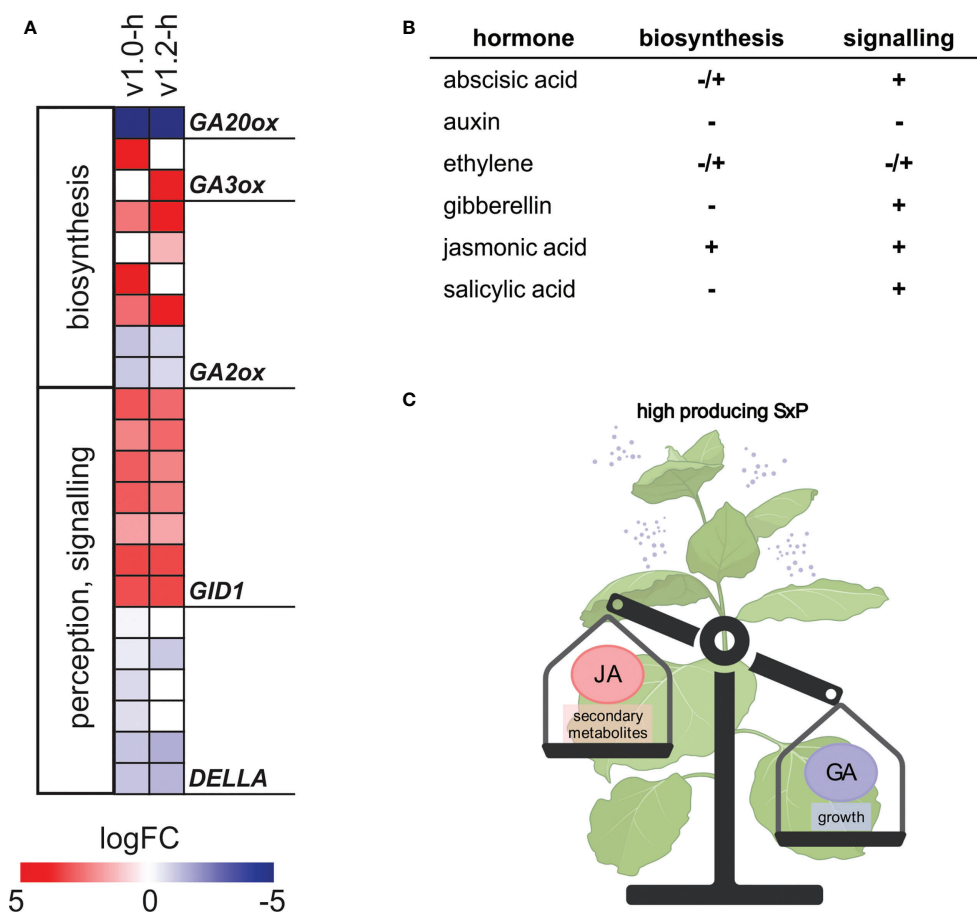 A
v1.0-h
v1.2-h
biosynthesis
GA20ox
GA3ox
GA2ox
perception, signalling
GID1
DELLA
logFC
5 0 -5
B
hormone biosynthesis signalling
abscisic acid -/+ +
auxin - -
ethylene -/+ -/+
gibberellin - +
jasmonic acid + +
salicylic acid - +
C
high producing SxP
JA
secondary
metabolites
GA
growth